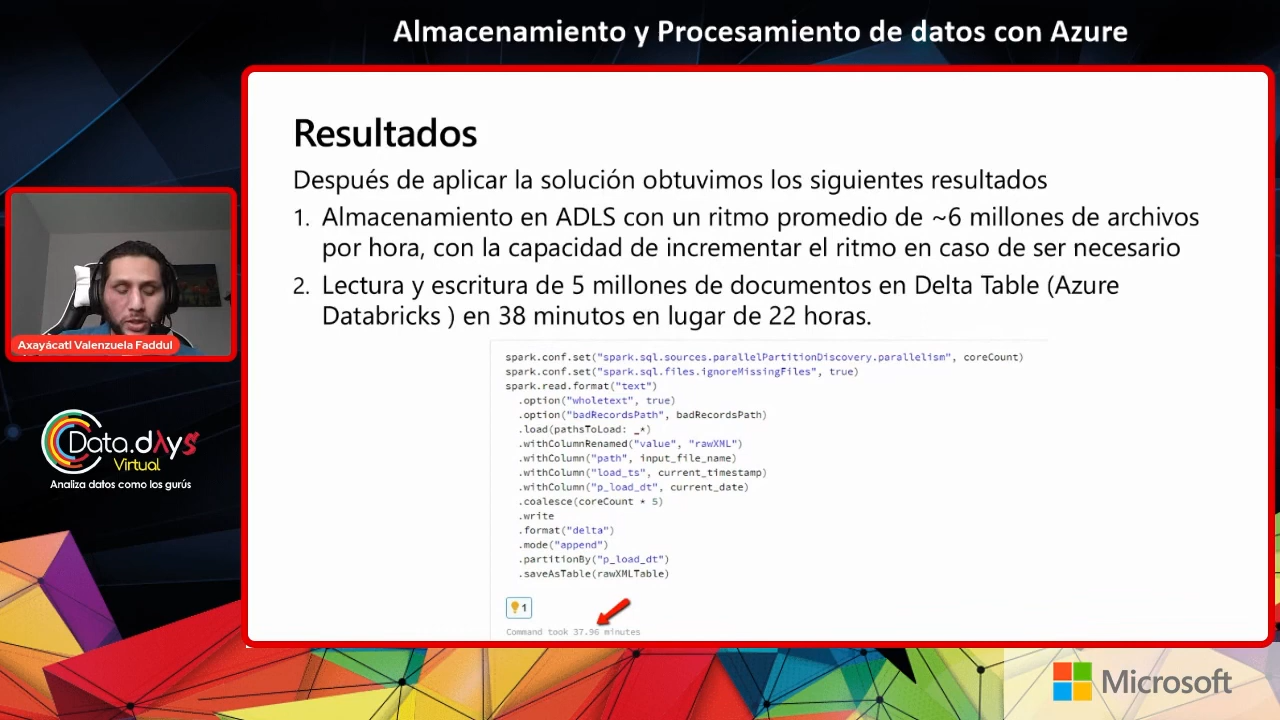 Almacenamiento y Procesamiento de datos con Azure
Resultados
Después de aplicar la solución obtuvimos los siguientes resultados
1. Almacenamiento en ADLS con un ritmo promedio de ~6 millones de archivos
por hora, con la capacidad de incrementar el ritmo en caso de ser necesario
2. Lectura y escritura de 5 millones de documentos en Delta Table (Azure
Databricks ) en 38 minutos en lugar de 22 horas.
spark.conf.set("spark.sql.sources.parallelPartitionDiscovery.parallelism", coreCount)
spark.conf.set("spark.sql.files.ignoreMissingFiles", true)
spark.read.format("text")
.option("wholetext", true)
.option("badRecordsPath", badRecordsPath)
.load(pathsToLoad: _*)
.withColumnRenamed("value", "rawXML")
.withColumn("path", input_file_name)
.withColumn("load_ts", current_timestamp)
.withColumn("p_load_dt", current_date)
.coalesce(coreCount * 5)
.write
.format("delta")
.mode("append")
.partitionBy("p_load_dt")
.saveAsTable(rawXMLTable)
1
Command took 37.96 minutes
Axayácatl Valenzuela Faddul
Data.days
Virtual
Analiza datos como los gurús
Microsoft